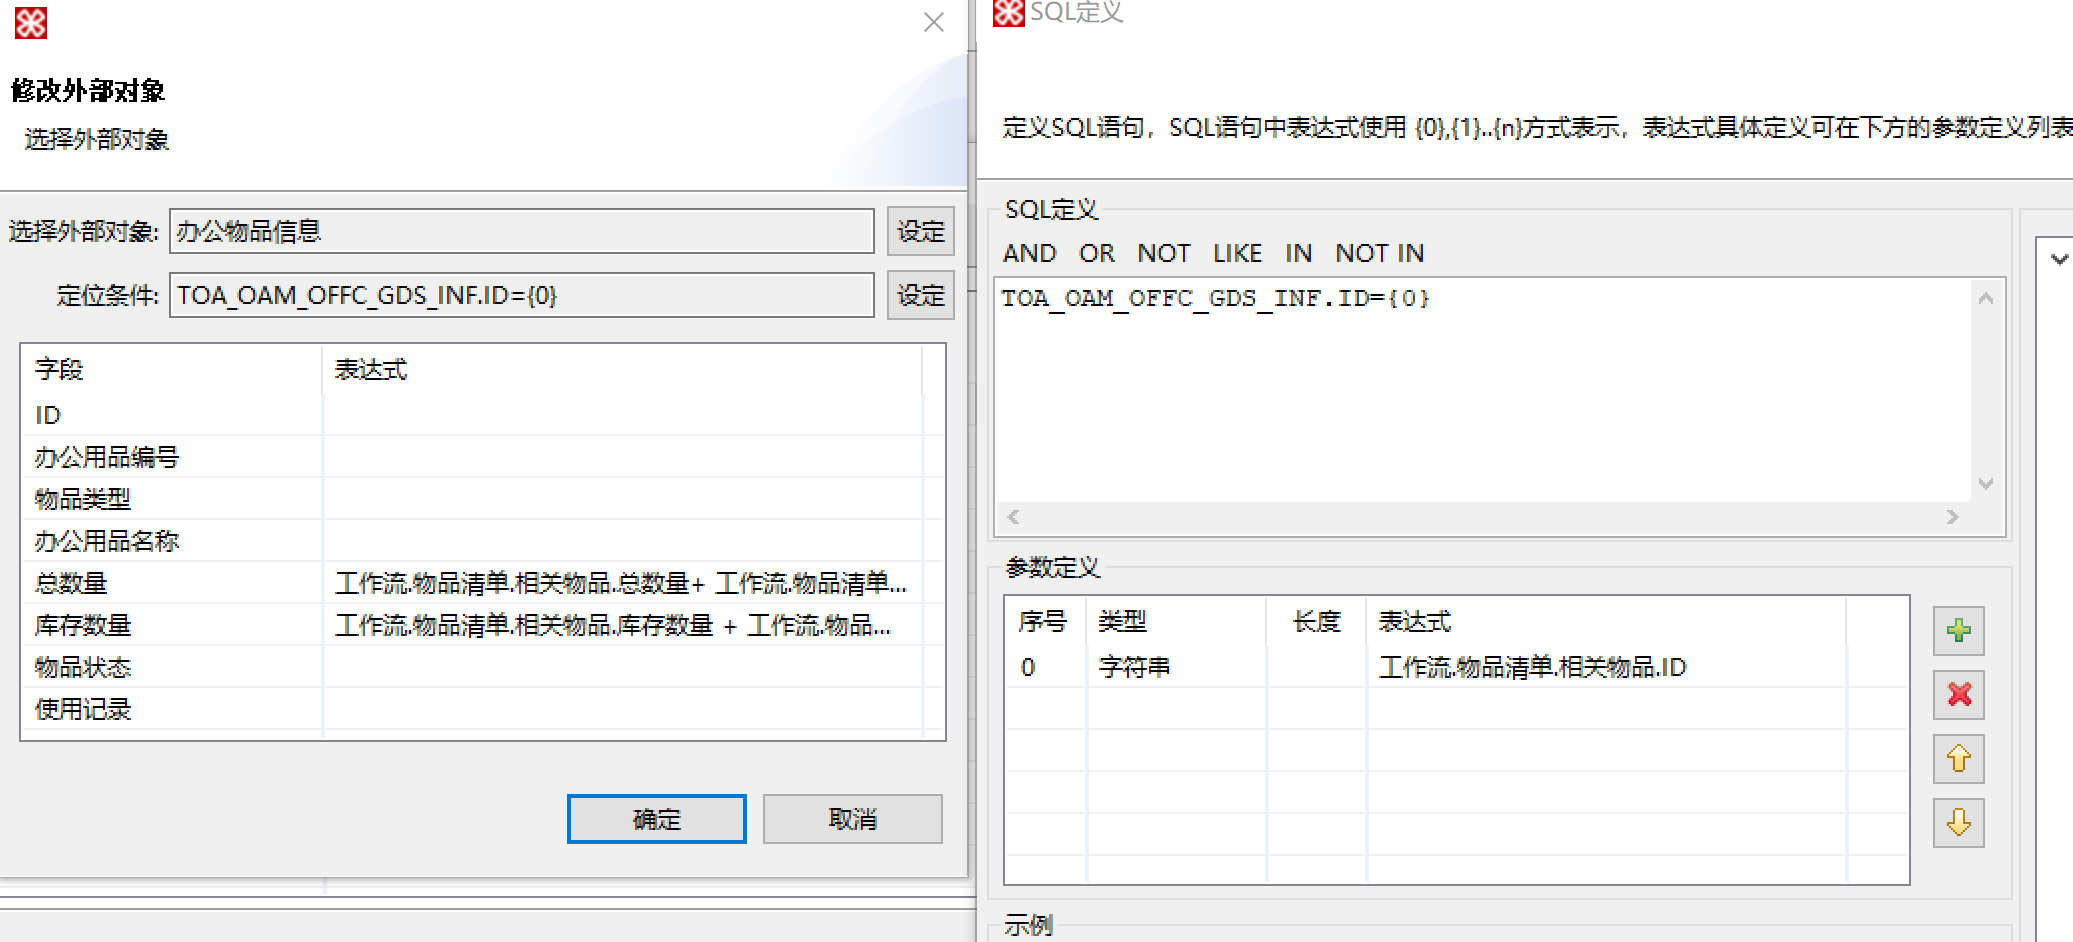 修改外部对象
选择外部对象
选择外部对象: 办公物品信息 设定
定位条件: TOA_OAM_OFFC_GDS_INF.ID={0} 设定
字段 表达式
ID
办公用品编号
物品类型
办公用品名称
总数量 工作流.物品清单.相关物品.总数量+ 工作流.物品清单...
库存数量 工作流.物品清单.相关物品.库存数量 + 工作流.物品...
物品状态
使用记录
确定 取消
SQL定义
定义SQL语句，SQL语句中表达式使用 {0},{1}..{n}方式表示，表达式具体定义可在下方的参数定义列表
SQL定义
AND OR NOT LIKE IN NOT IN
TOA_OAM_OFFC_GDS_INF.ID={0}
参数定义
序号 类型 长度 表达式
0 字符串 工作流.物品清单.相关物品.ID
示例